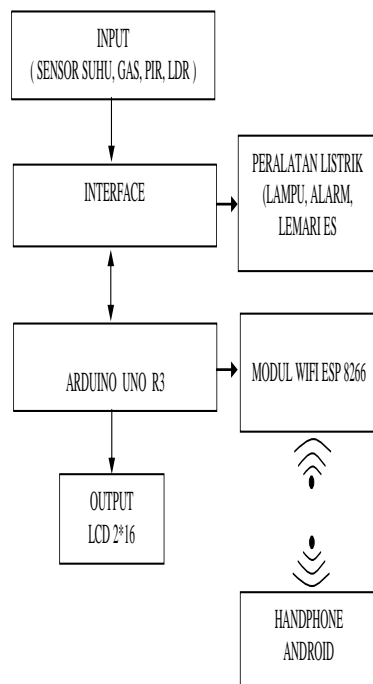 INPUT
( SENSOR SUHU, GAS, PIR, LDR )
INTERFACE
PERALATAN LISTRIK
(LAMPU, ALARM,
LEMARI ES
ARDUINO UNO R3
MODUL WIFI ESP 8266
OUTPUT
LCD 2*16
HANDPHONE
ANDROID